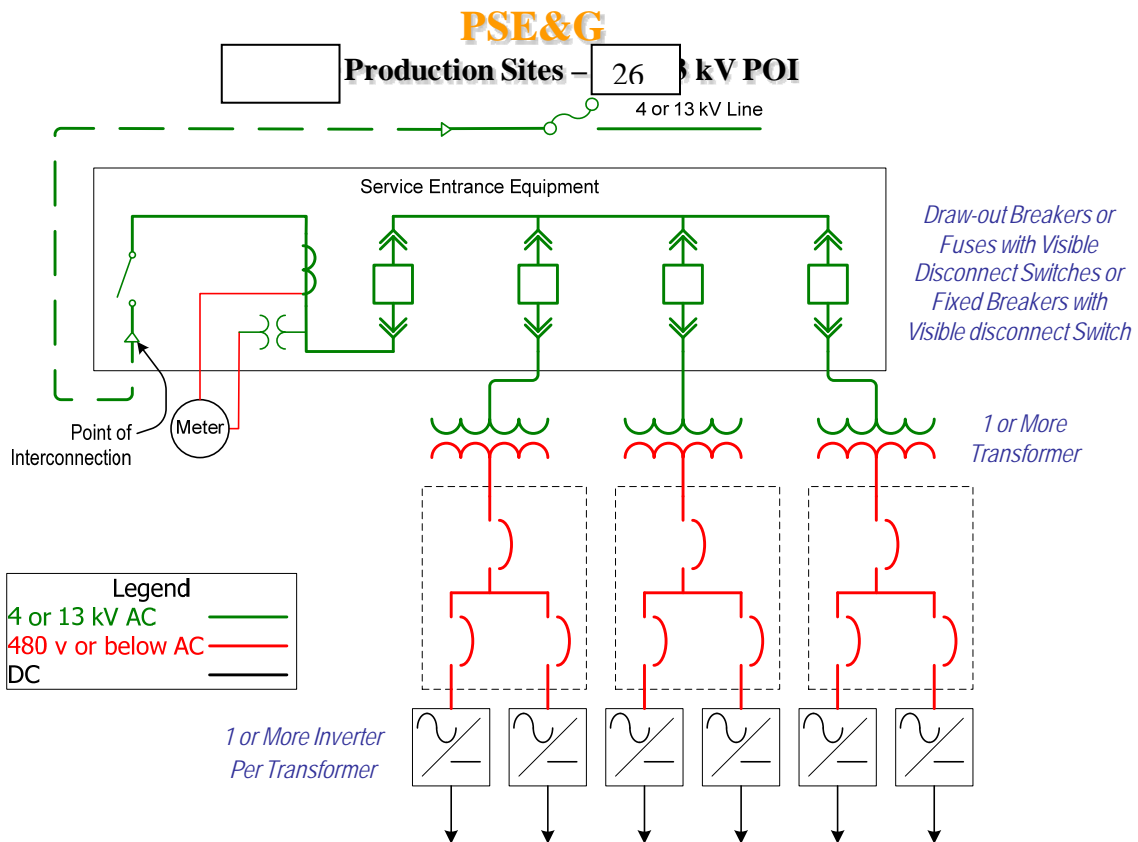 PSE&G
Production Sites – 26 kV POI
4 or 13 kV Line
Service Entrance Equipment
Draw-out Breakers or
Fuses with Visible
Disconnect Switches or
Fixed Breakers with
Visible disconnect Switch
Point of
Interconnection
Meter
1 or More
Transformer
Legend
4 or 13 kV AC
480 v or below AC
DC
1 or More Inverter
Per Transformer